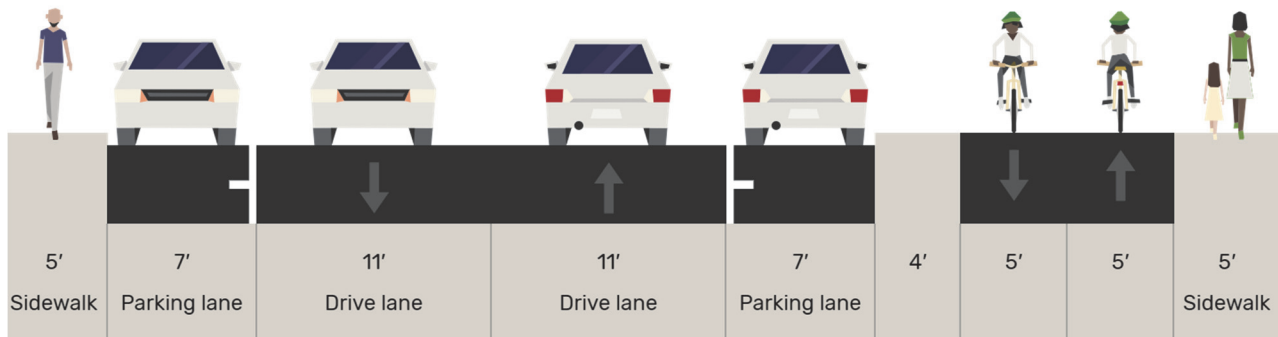 5′ 7′ 11′ 11′ 7′ 4′ 5′ 5′ 5′
Sidewalk Parking lane Drive lane Drive lane Parking lane Sidewalk